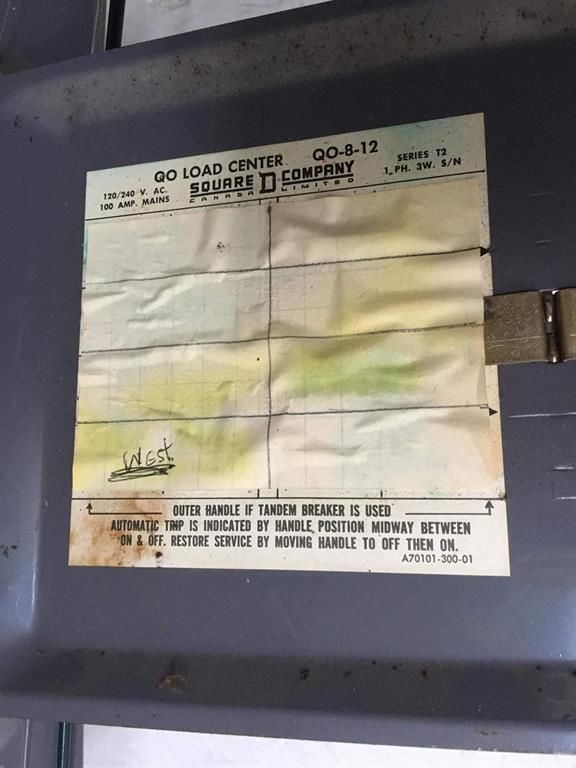 QO LOAD CENTER QO-8-12
120/240 V. AC. SQUARE D COMPANY SERIES T2
100 AMP. MAINS CANADA LIMITED 1 PH. 3W. S/N
West
OUTER HANDLE IF TANDEM BREAKER IS USED
AUTOMATIC TRIP IS INDICATED BY HANDLE POSITION MIDWAY BETWEEN
ON & OFF. RESTORE SERVICE BY MOVING HANDLE TO OFF THEN ON.
A70101-300-01